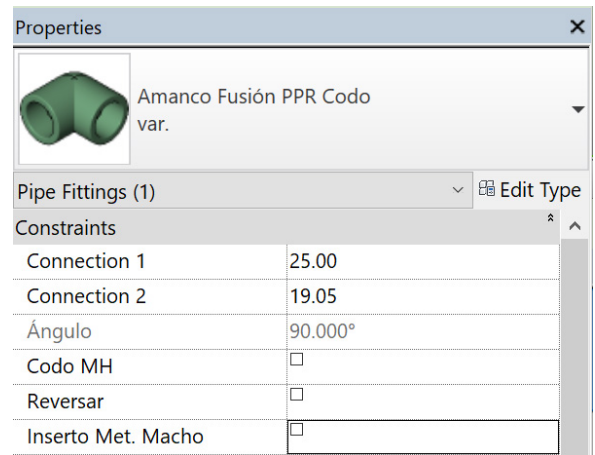 Properties
Amanco Fusión PPR Codo
var.
Pipe Fittings (1) Edit Type
Constraints
Connection 1 25.00
Connection 2 19.05
Ángulo 90.000°
Codo MH
Reversar
Inserto Met. Macho